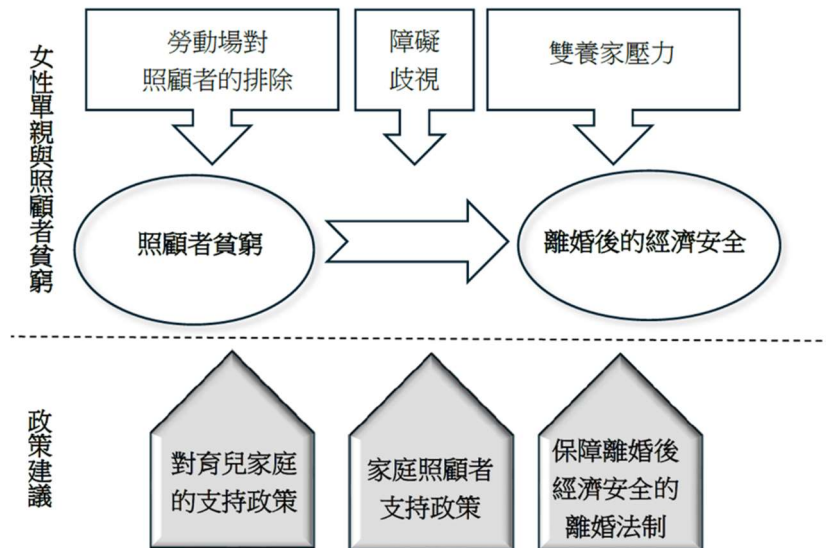 女性單親與照顧者貧窮
勞動場對
照顧者的排除
障礙
歧視
雙養家壓力
照顧者貧窮
離婚後的經濟安全
政策建議
對育兒家庭
的支持政策
家庭照顧者
支持政策
保障離婚後
經濟安全的
離婚法制